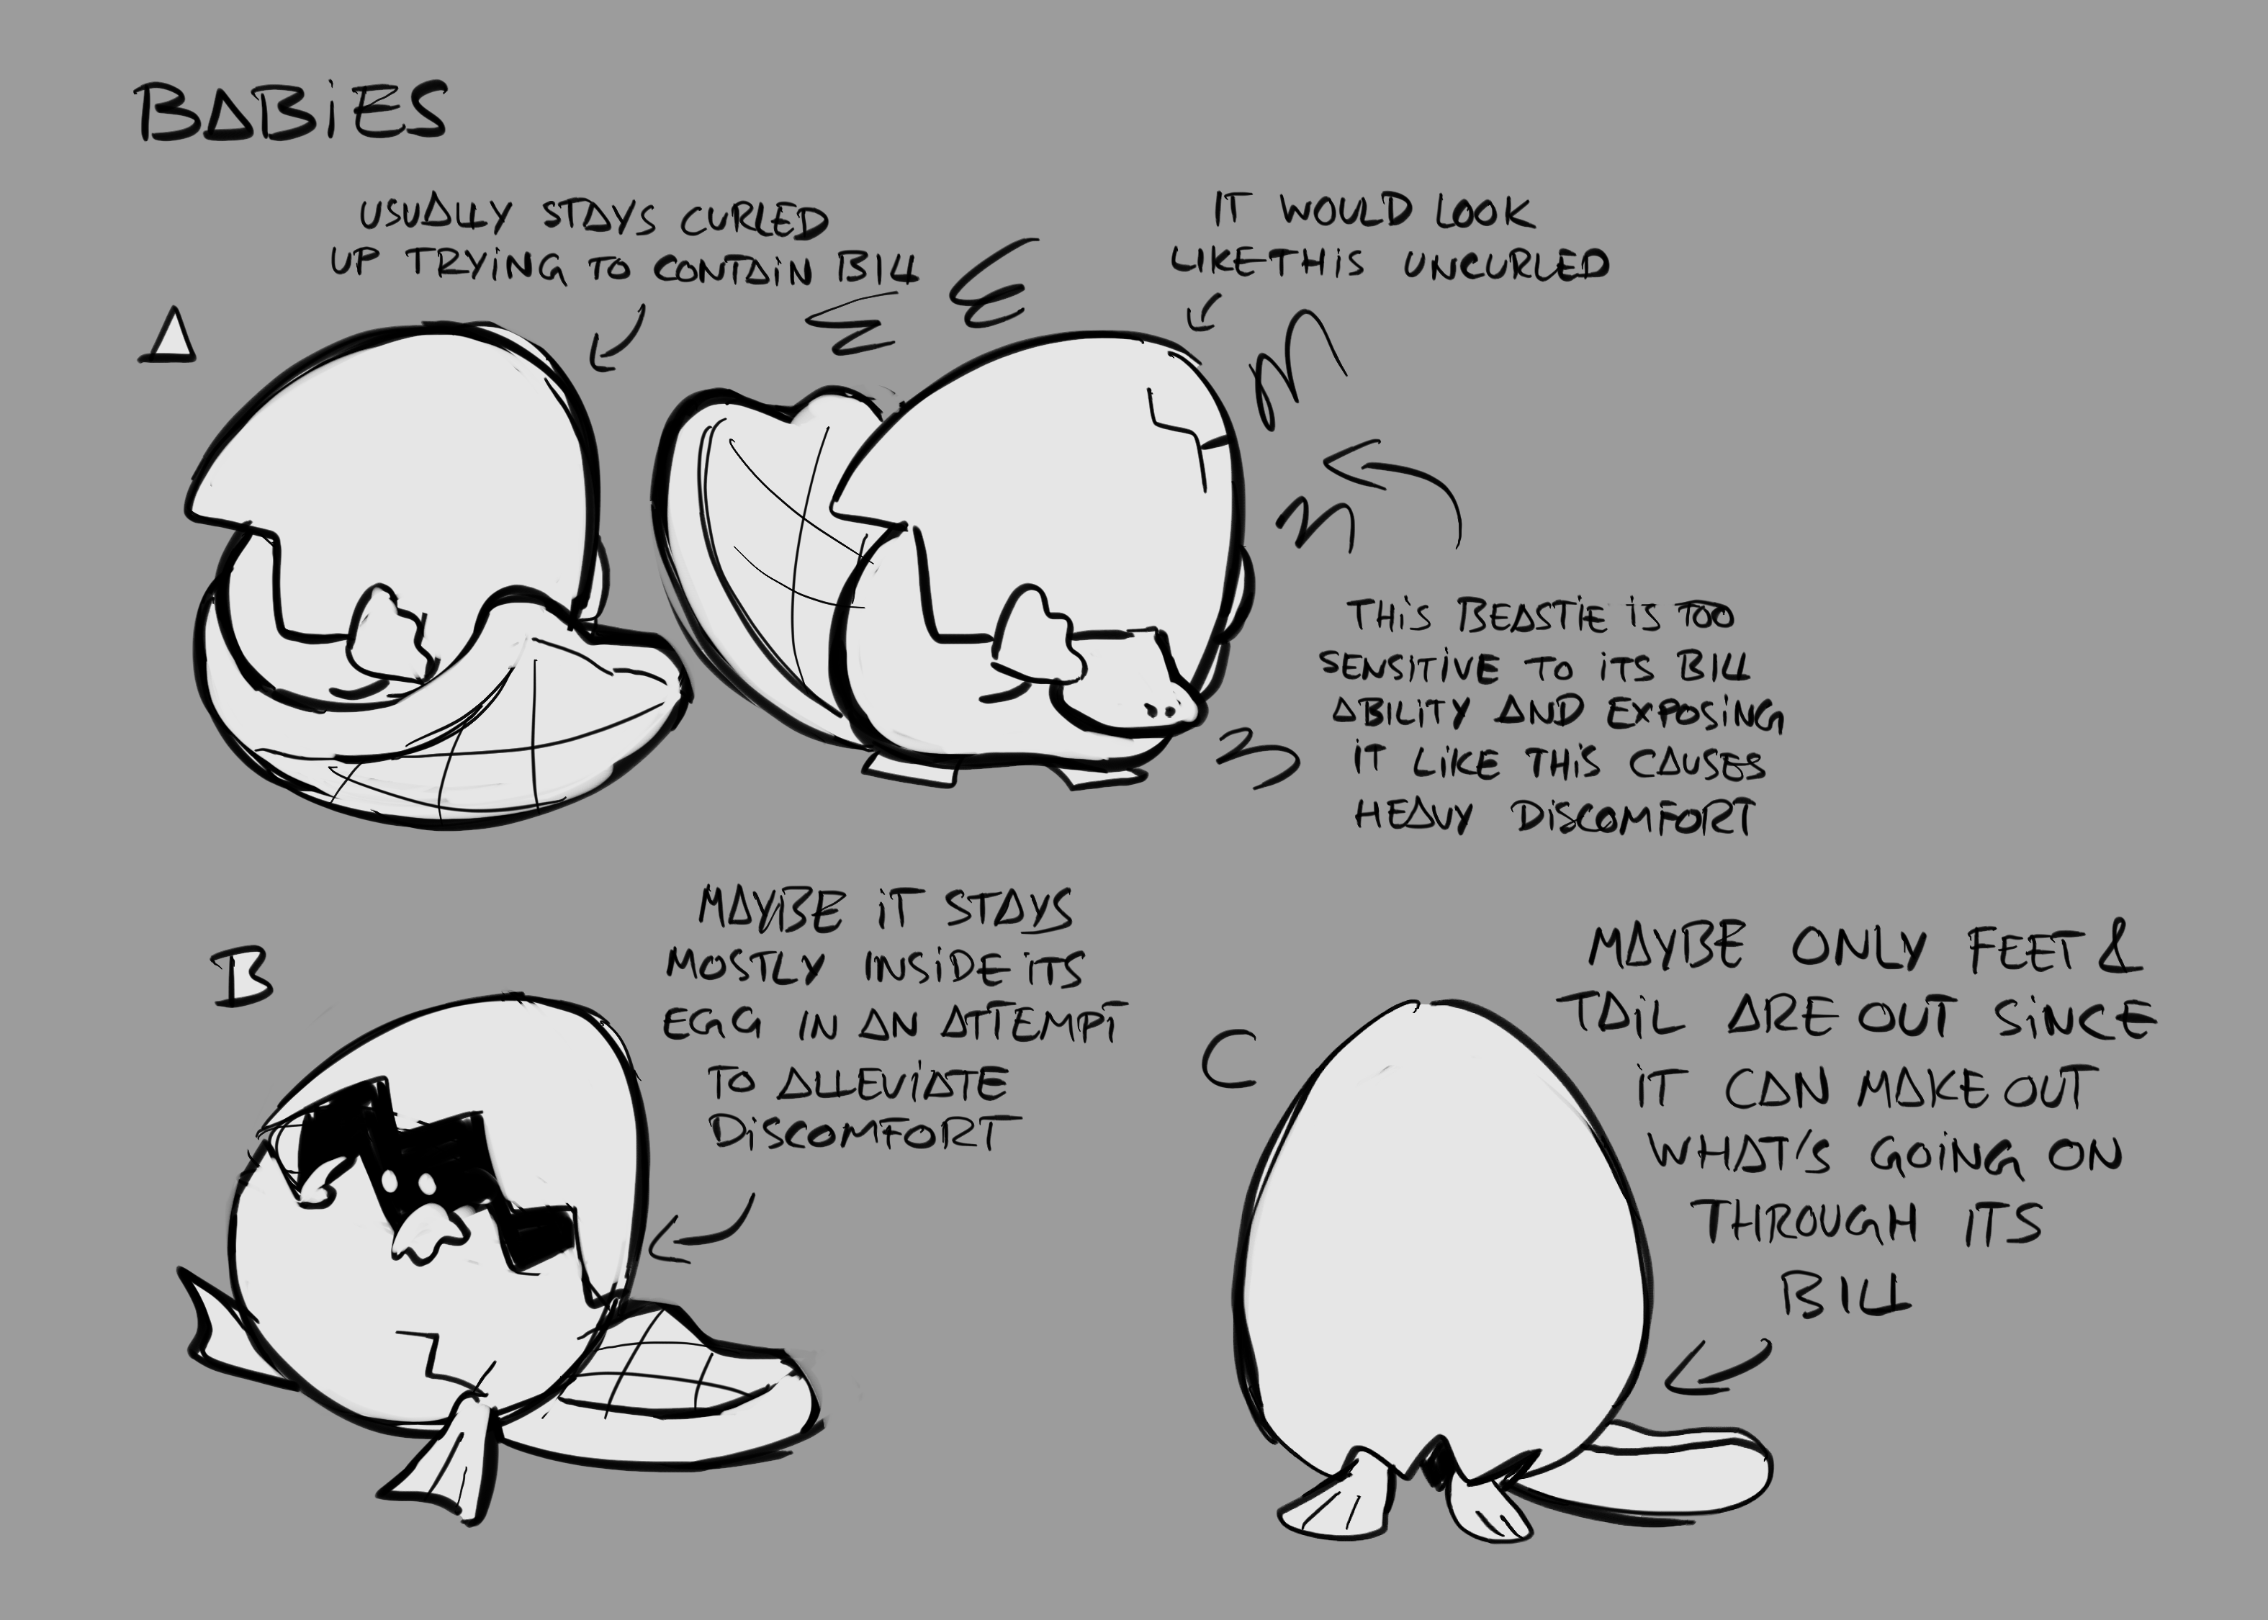 BABiES
USUALLY STAYS CURLED
UP TRYiNG TO CONTAiN BILL
IT WOULD LOOK
LIKE THiS UNCURLED
A
THiS BEASTiE iS TOO
SENSiTiVE TO iTS BILL
ABiLiTY AND EXPOSiNG
iT LiKE THiS CAUSES
HEAVY DiSCOMFORT
B
MAYBE iT STAYS
MOSTLY INSiDE iTS
EGG IN AN ATTEMPT
TO ALLEViATE
DiSCOMFORT
C
MAYBE ONLY FEET &
TAiL ARE OUT SiNCE
iT CAN MAKE OUT
WHAT'S GOiNG ON
THROUGH ITS
BILL